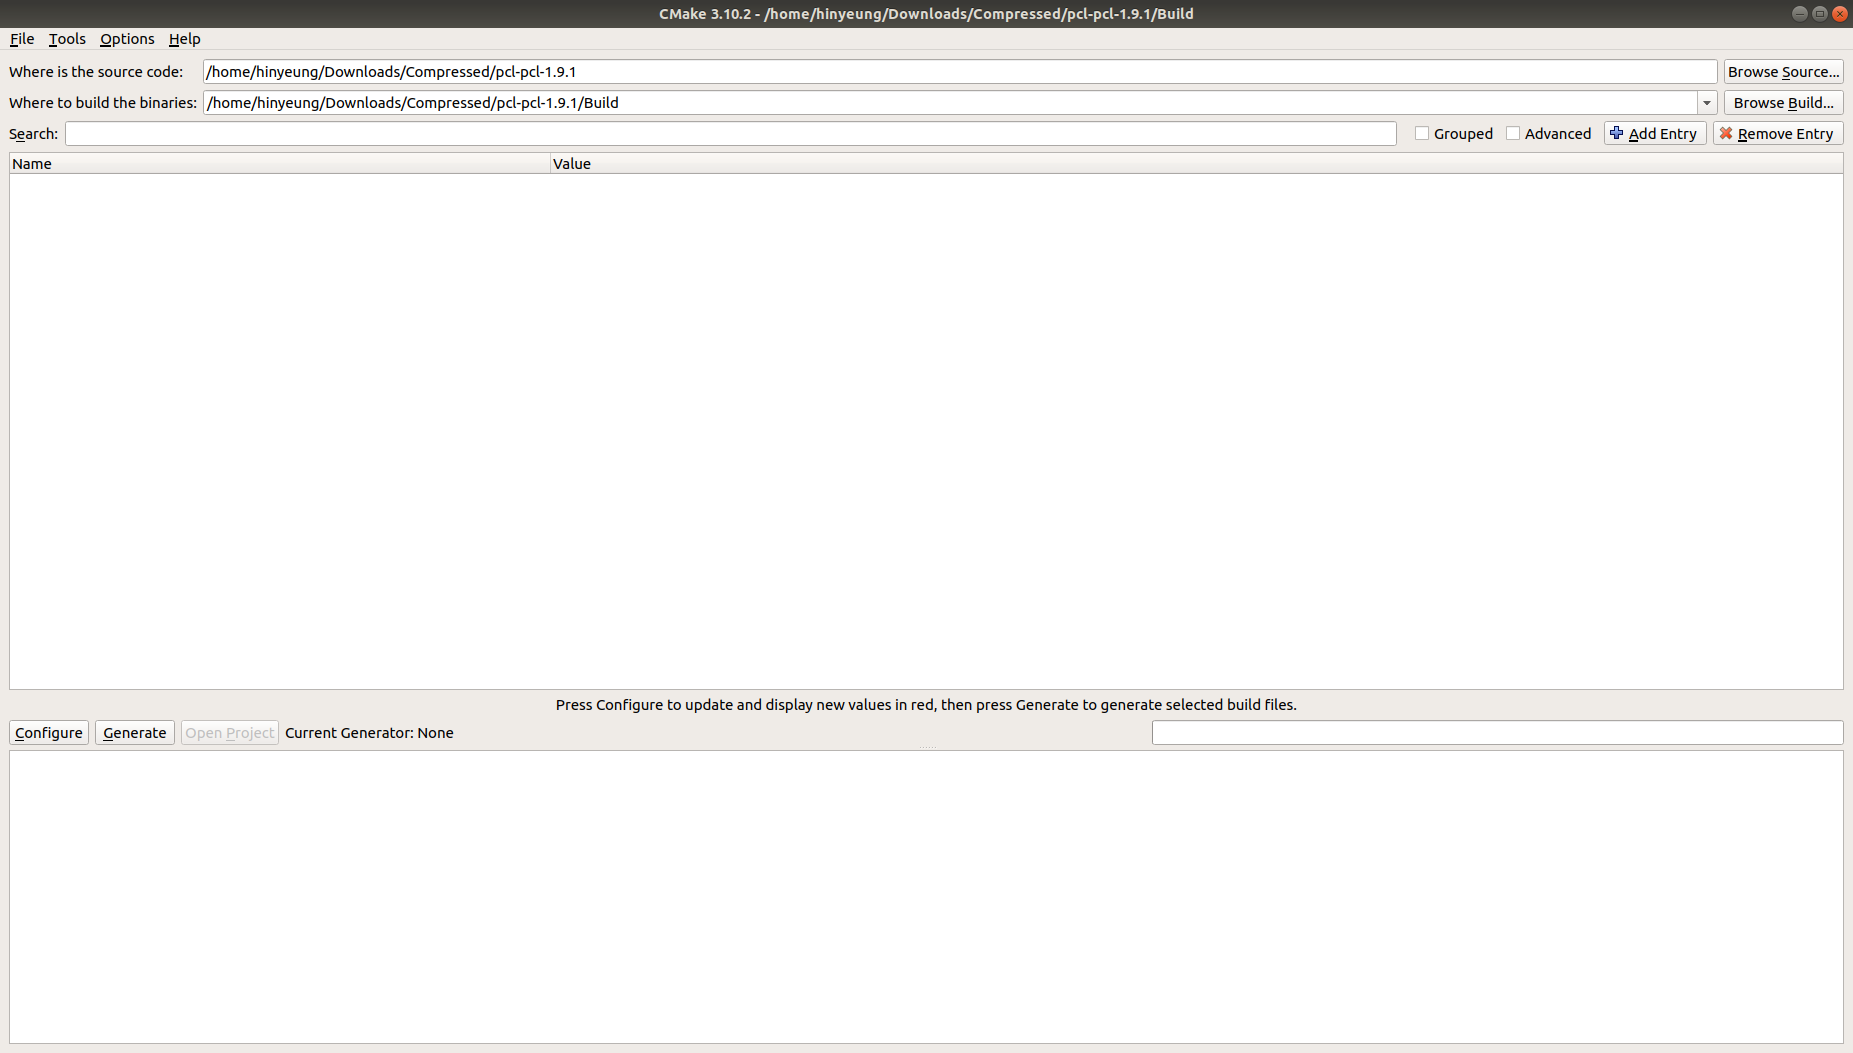 CMake 3.10.2 - /home/hinyeung/Downloads/Compressed/pcl-pcl-1.9.1/Build
File Tools Options Help
Where is the source code: /home/hinyeung/Downloads/Compressed/pcl-pcl-1.9.1 Browse Source...
Where to build the binaries: /home/hinyeung/Downloads/Compressed/pcl-pcl-1.9.1/Build Browse Build...
Search: Grouped Advanced Add Entry Remove Entry
Name Value
Press Configure to update and display new values in red, then press Generate to generate selected build files.
Configure Generate Open Project Current Generator: None